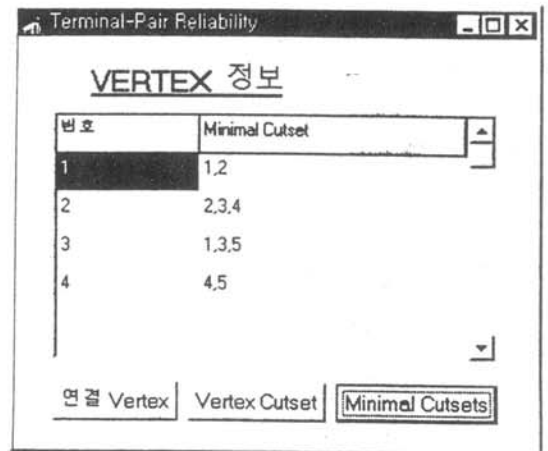 Terminal-Pair Reliability
VERTEX 정보
번호 Minimal Cutset
1 1,2
2 2,3,4
3 1,3,5
4 4,5
연결 Vertex Vertex Cutset Minimal Cutsets